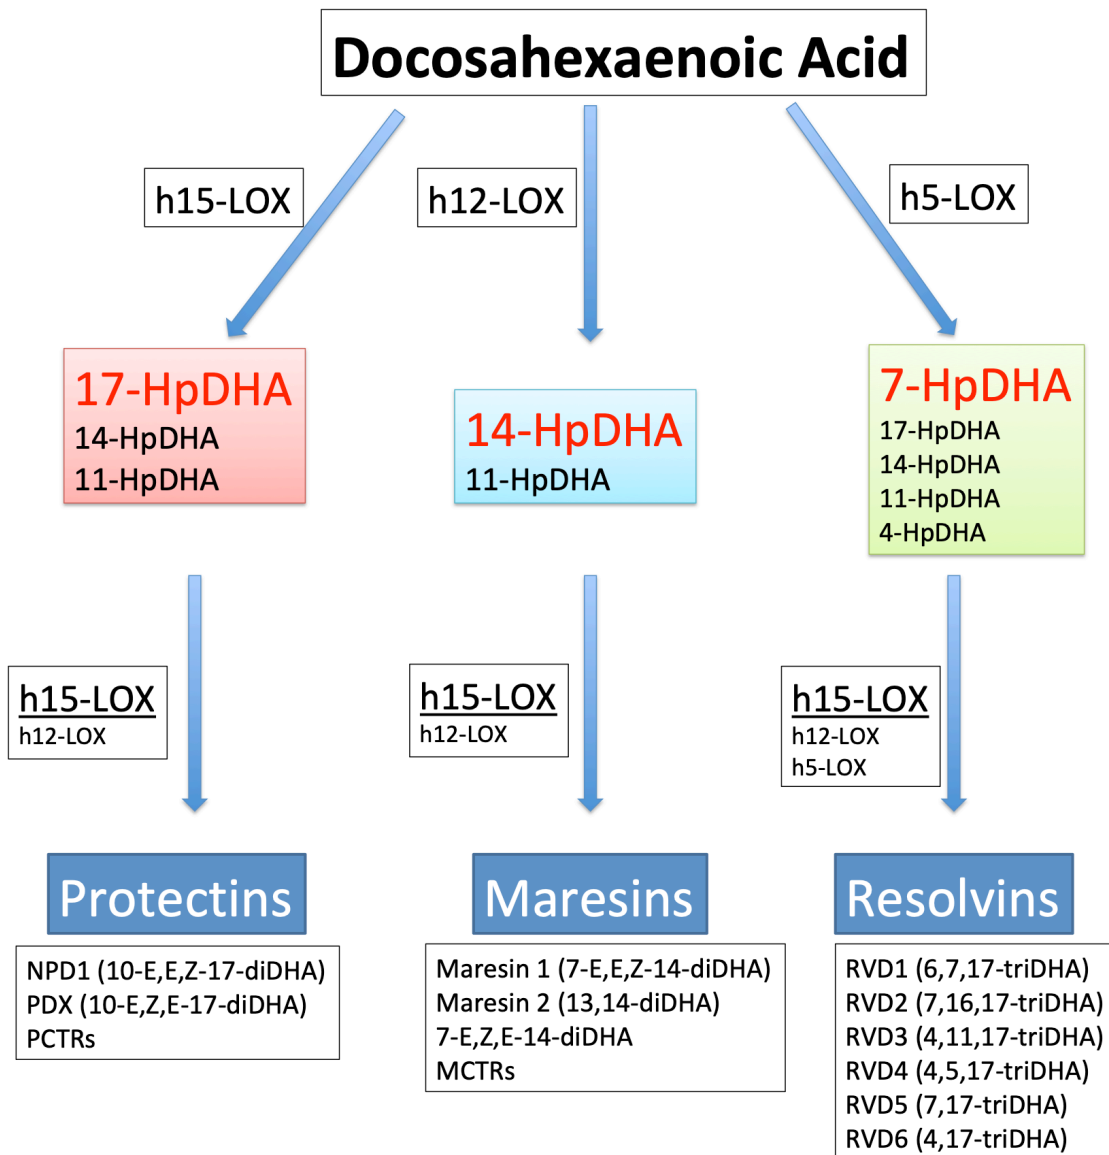 Docosahexaenoic Acid
h15-LOX
h12-LOX
h5-LOX
17-HpDHA
14-HpDHA
11-HpDHA
14-HpDHA
11-HpDHA
7-HpDHA
17-HpDHA
14-HpDHA
11-HpDHA
4-HpDHA
h15-LOX
h12-LOX
h15-LOX
h12-LOX
h15-LOX
h12-LOX
h5-LOX
Protectins
NPD1 (10-E,E,Z-17-diDHA)
PDX (10-E,Z,E-17-diDHA)
PCTRs
Maresins
Maresin 1 (7-E,E,Z-14-diDHA)
Maresin 2 (13,14-diDHA)
7-E,Z,E-14-diDHA
MCTRs
Resolvins
RVD1 (6,7,17-triDHA)
RVD2 (7,16,17-triDHA)
RVD3 (4,11,17-triDHA)
RVD4 (4,5,17-triDHA)
RVD5 (7,17-triDHA)
RVD6 (4,17-triDHA)